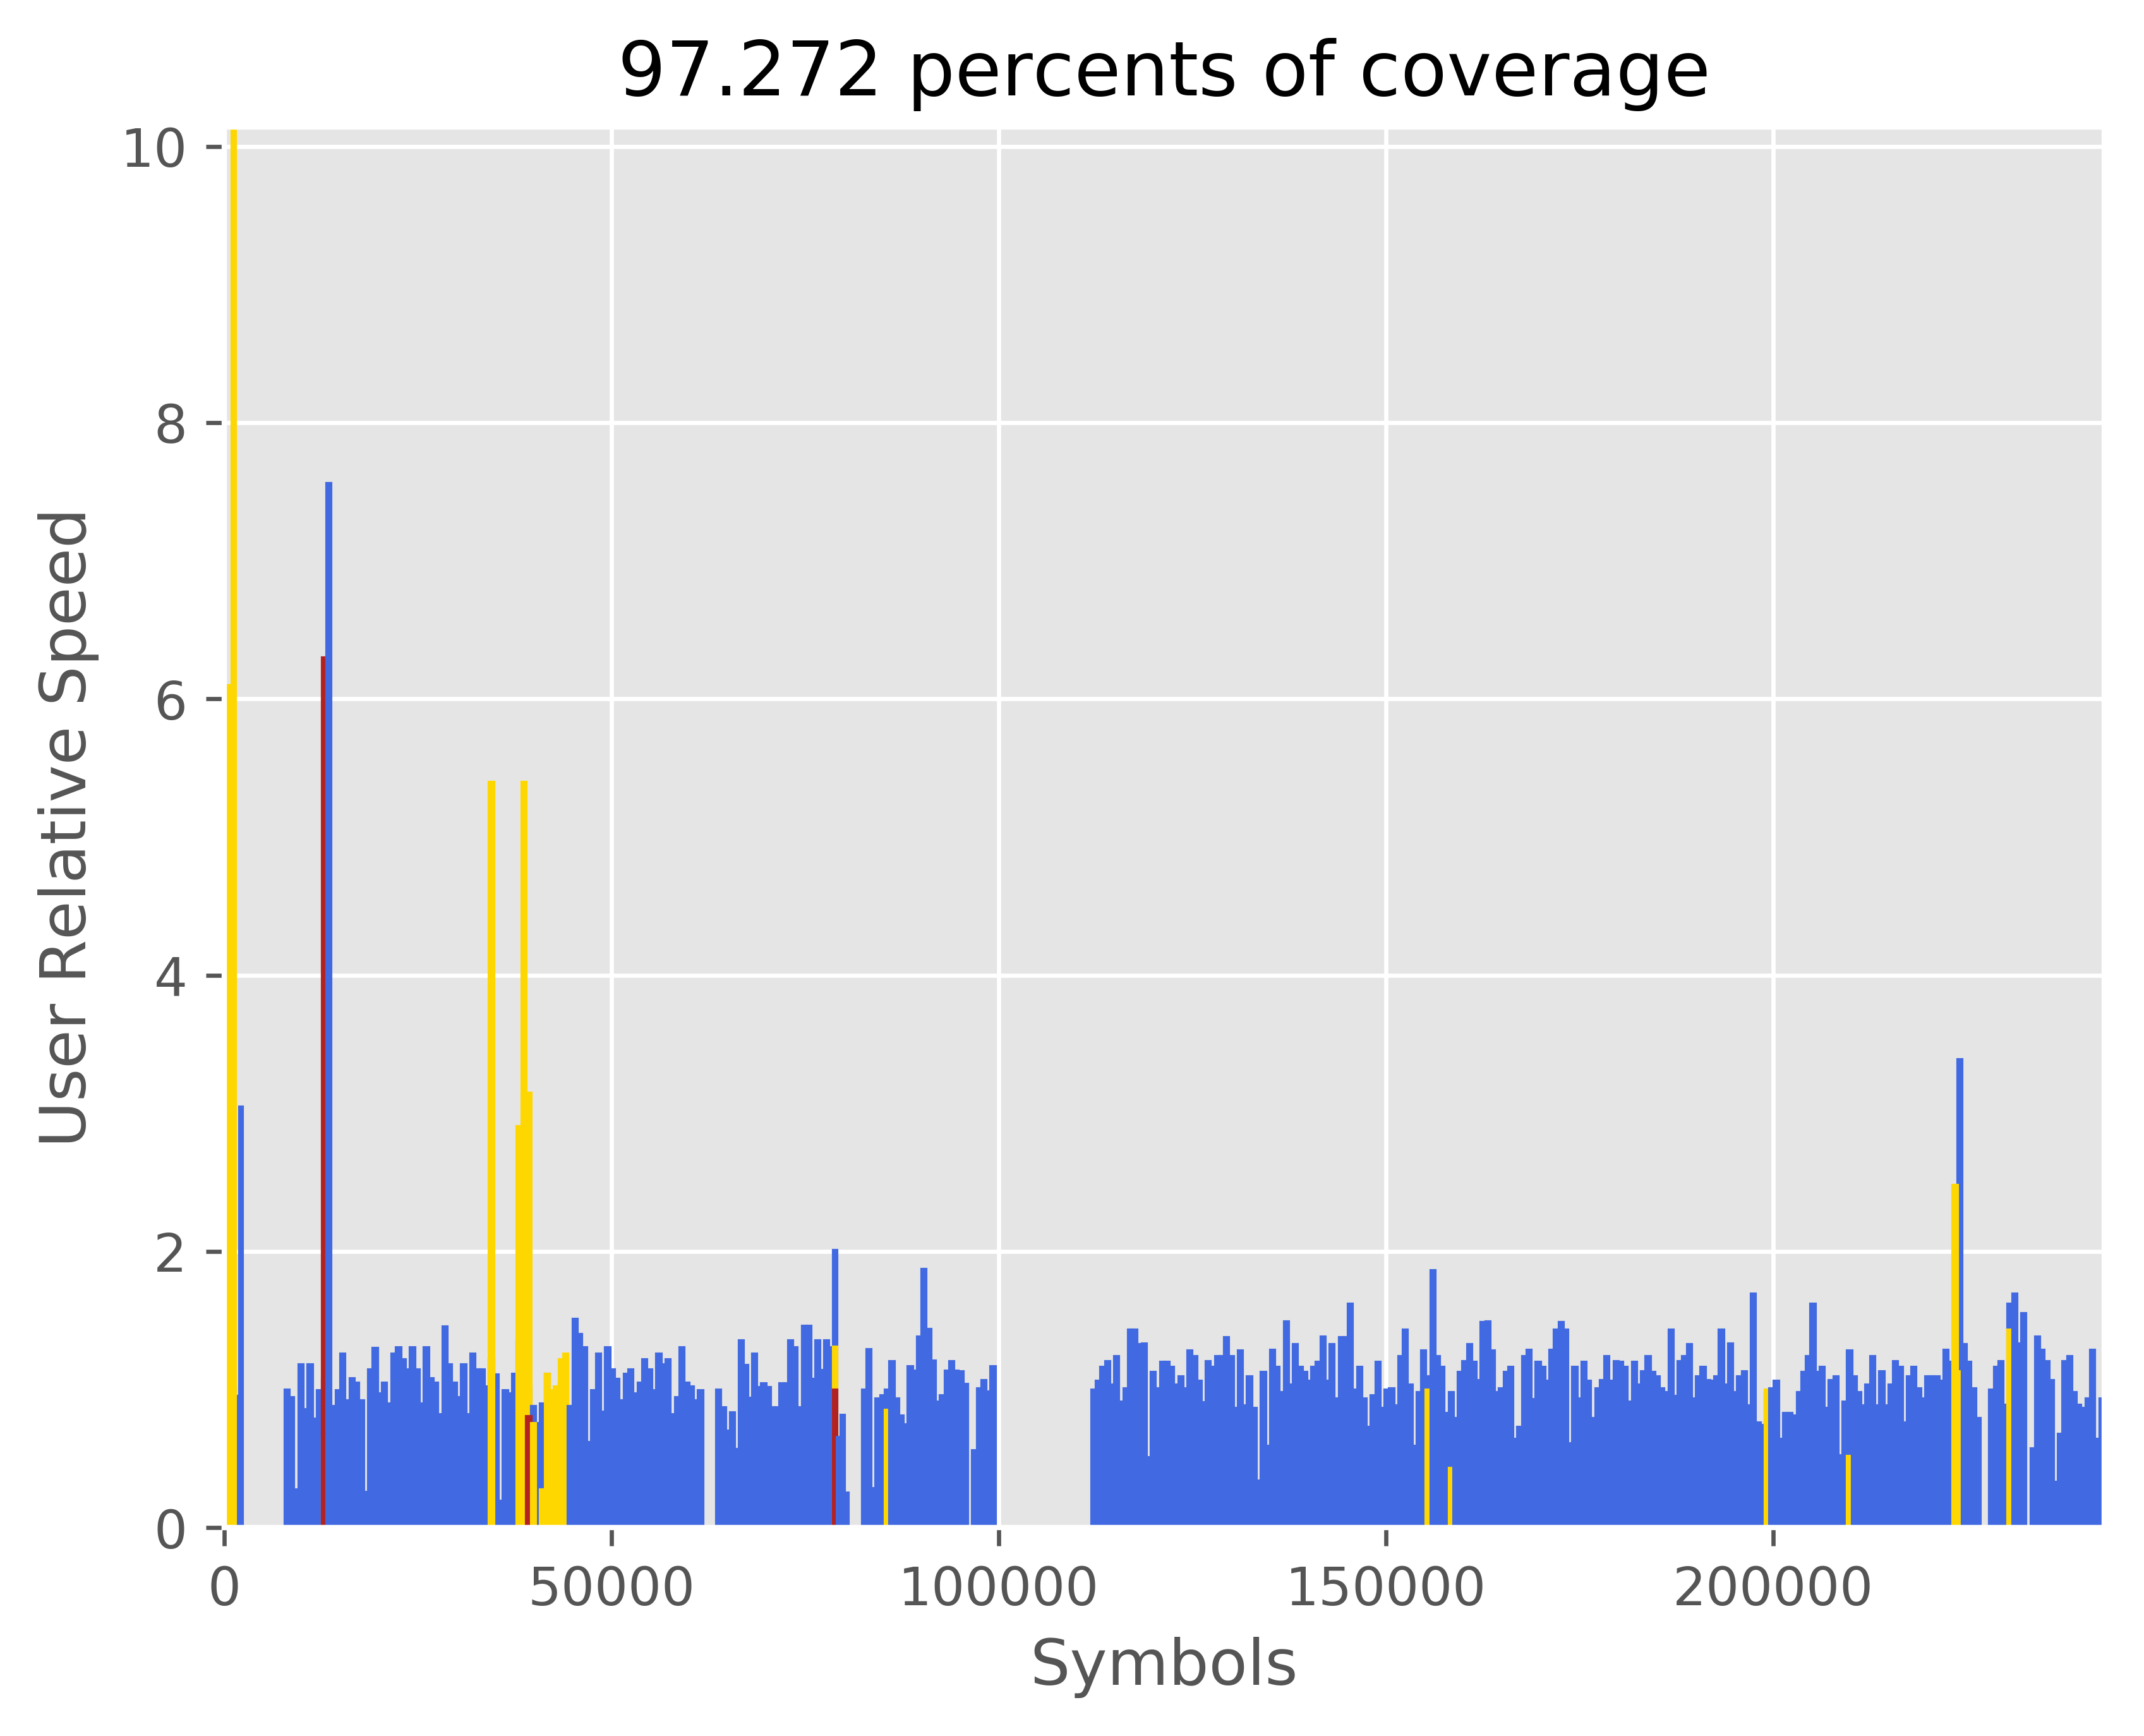 97.272 percents of coverage
10
8
6
4
2
0
User Relative Speed
0 50000 100000 150000 200000
Symbols